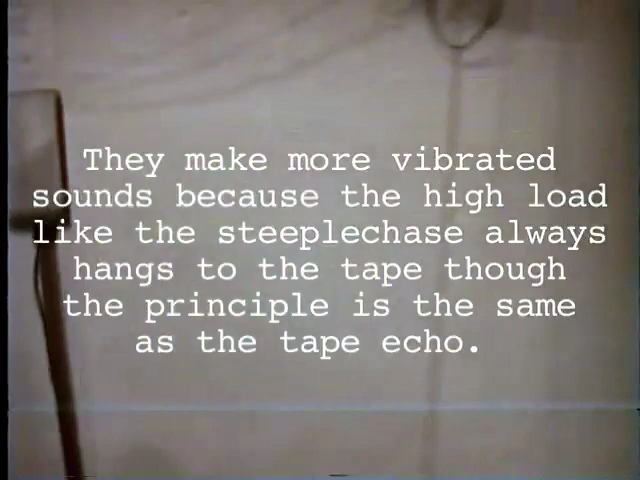 They make more vibrated
sounds because the high load
like the steeplechase always
hangs to the tape though
the principle is the same
as the tape echo.